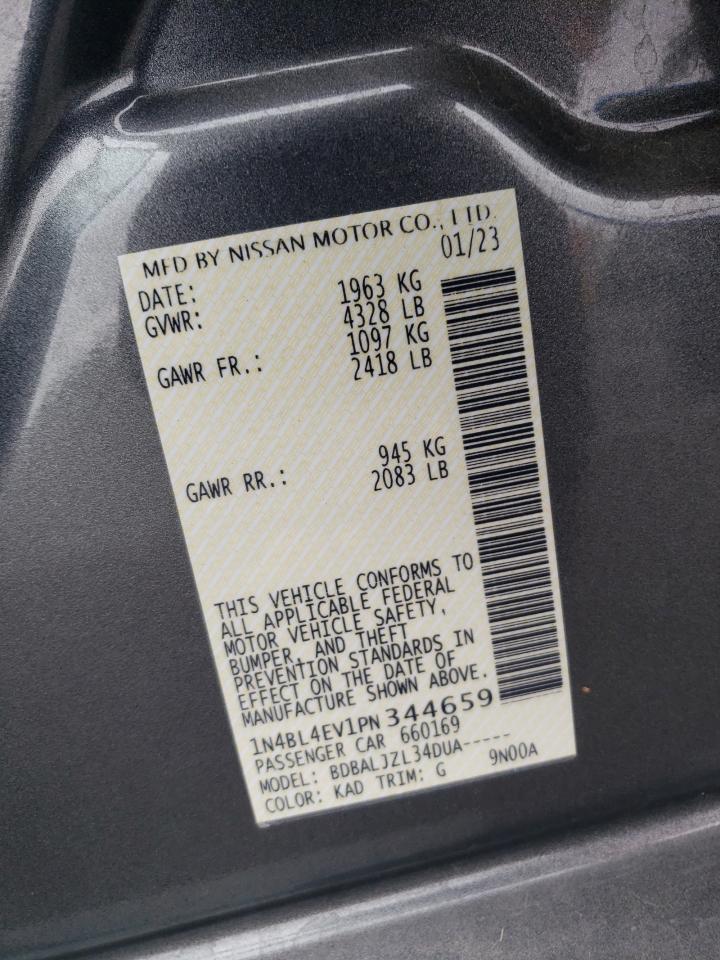 MFD BY NISSAN MOTOR CO., LTD.
DATE: 01/23
GVWR: 1963 KG
4328 LB
GAWR FR.: 1097 KG
2418 LB
GAWR RR.: 945 KG
2083 LB
THIS VEHICLE CONFORMS TO
ALL APPLICABLE FEDERAL
MOTOR VEHICLE SAFETY,
BUMPER, AND THEFT
PREVENTION STANDARDS IN
EFFECT ON THE DATE OF
MANUFACTURE SHOWN ABOVE.
1N4BL4EV1PN344659
PASSENGER CAR 660169
MODEL: BDBALJZL34DUA-----
COLOR: KAD TRIM: G 9N00A